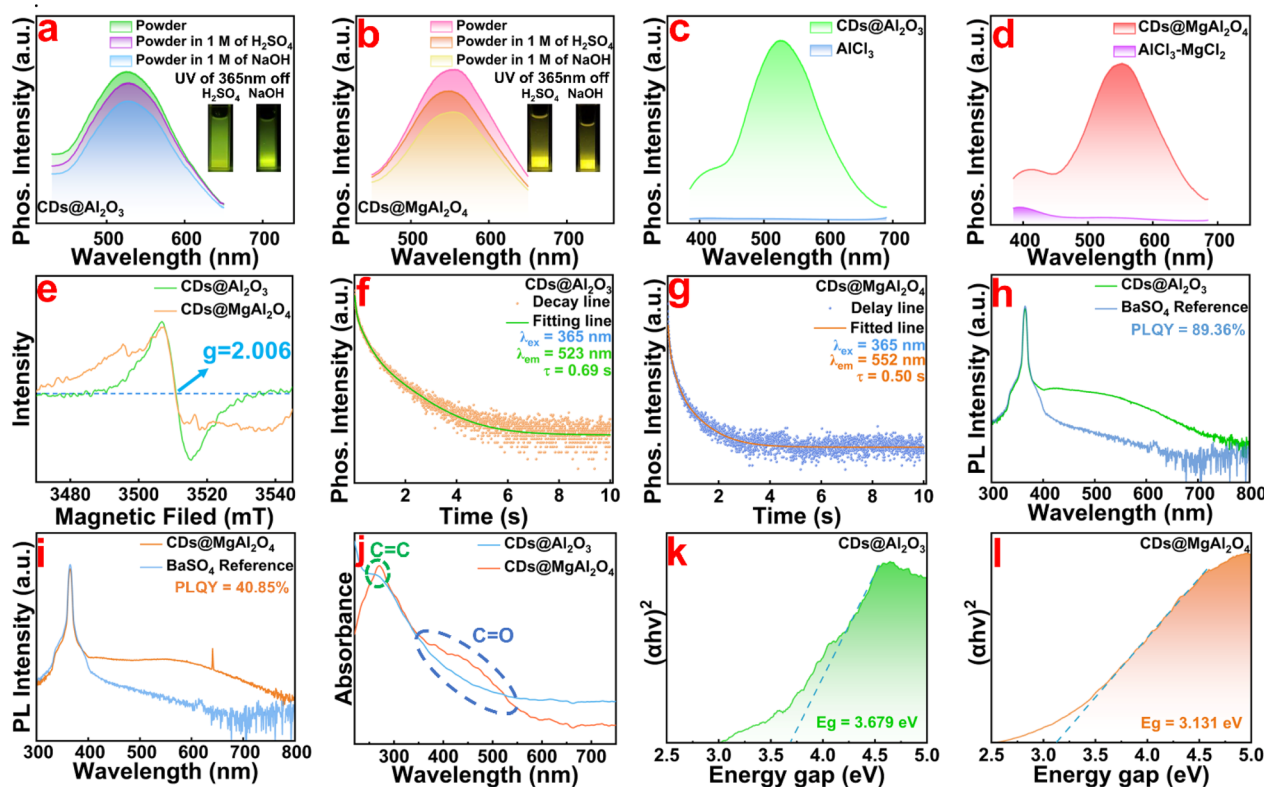 a
Phos. Intensity (a.u.)
Powder
Powder in 1 M of H₂SO₄
Powder in 1 M of NaOH
UV of 365nm off
H₂SO₄ NaOH
CDs@Al₂O₃
500 600 700
Wavelength (nm)
b
Phos. Intensity (a.u.)
Powder
Powder in 1 M of H₂SO₄
Powder in 1 M of NaOH
UV of 365nm off
H₂SO₄ NaOH
CDs@MgAl₂O₄
500 600 700
Wavelength (nm)
c
Phos. Intensity (a.u.)
CDs@Al₂O₃
AlCl₃
400 500 600 700
Wavelength (nm)
d
Phos. Intensity (a.u.)
CDs@MgAl₂O₄
AlCl₃-MgCl₂
400 500 600 700
Wavelength (nm)
e
Intensity
CDs@Al₂O₃
CDs@MgAl₂O₄
g=2.006
3480 3500 3520 3540
Magnetic Filed (mT)
f
Phos. Intensity (a.u.)
CDs@Al₂O₃
Decay line
Fitting line
λex = 365 nm
λem = 523 nm
τ = 0.69 s
2 4 6 8 10
Time (s)
g
Phos. Intensity (a.u.)
CDs@MgAl₂O₄
Delay line
Fitted line
λex = 365 nm
λem = 552 nm
τ = 0.50 s
2 4 6 8 10
Time (s)
h
PL Intensity (a.u.)
CDs@Al₂O₃
BaSO₄ Reference
PLQY = 89.36%
300 400 500 600 700 800
Wavelength (nm)
i
PL Intensity (a.u.)
CDs@MgAl₂O₄
BaSO₄ Reference
PLQY = 40.85%
300 400 500 600 700 800
Wavelength (nm)
j
Absorbance
C=C
CDs@Al₂O₃
CDs@MgAl₂O₄
C=O
300 400 500 600 700
Wavelength (nm)
k
(αhv)²
CDs@Al₂O₃
Eg = 3.679 eV
2.5 3.0 3.5 4.0 4.5 5.0
Energy gap (eV)
l
(αhv)²
CDs@MgAl₂O₄
Eg = 3.131 eV
2.5 3.0 3.5 4.0 4.5 5.0
Energy gap (eV)